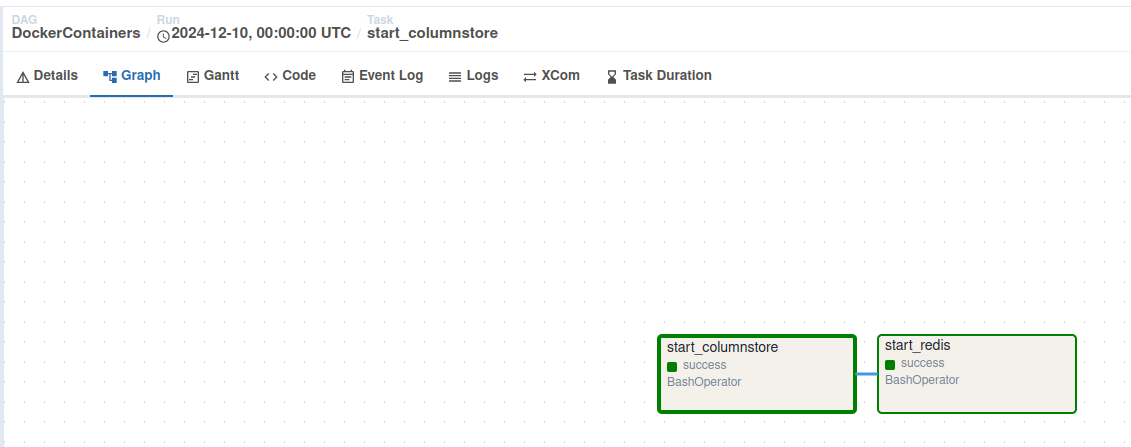 DAG Run Task
DockerContainers / 2024-12-10, 00:00:00 UTC / start_columnstore
Details Graph Gantt Code Event Log Logs XCom Task Duration
start_columnstore
success
BashOperator
start_redis
success
BashOperator